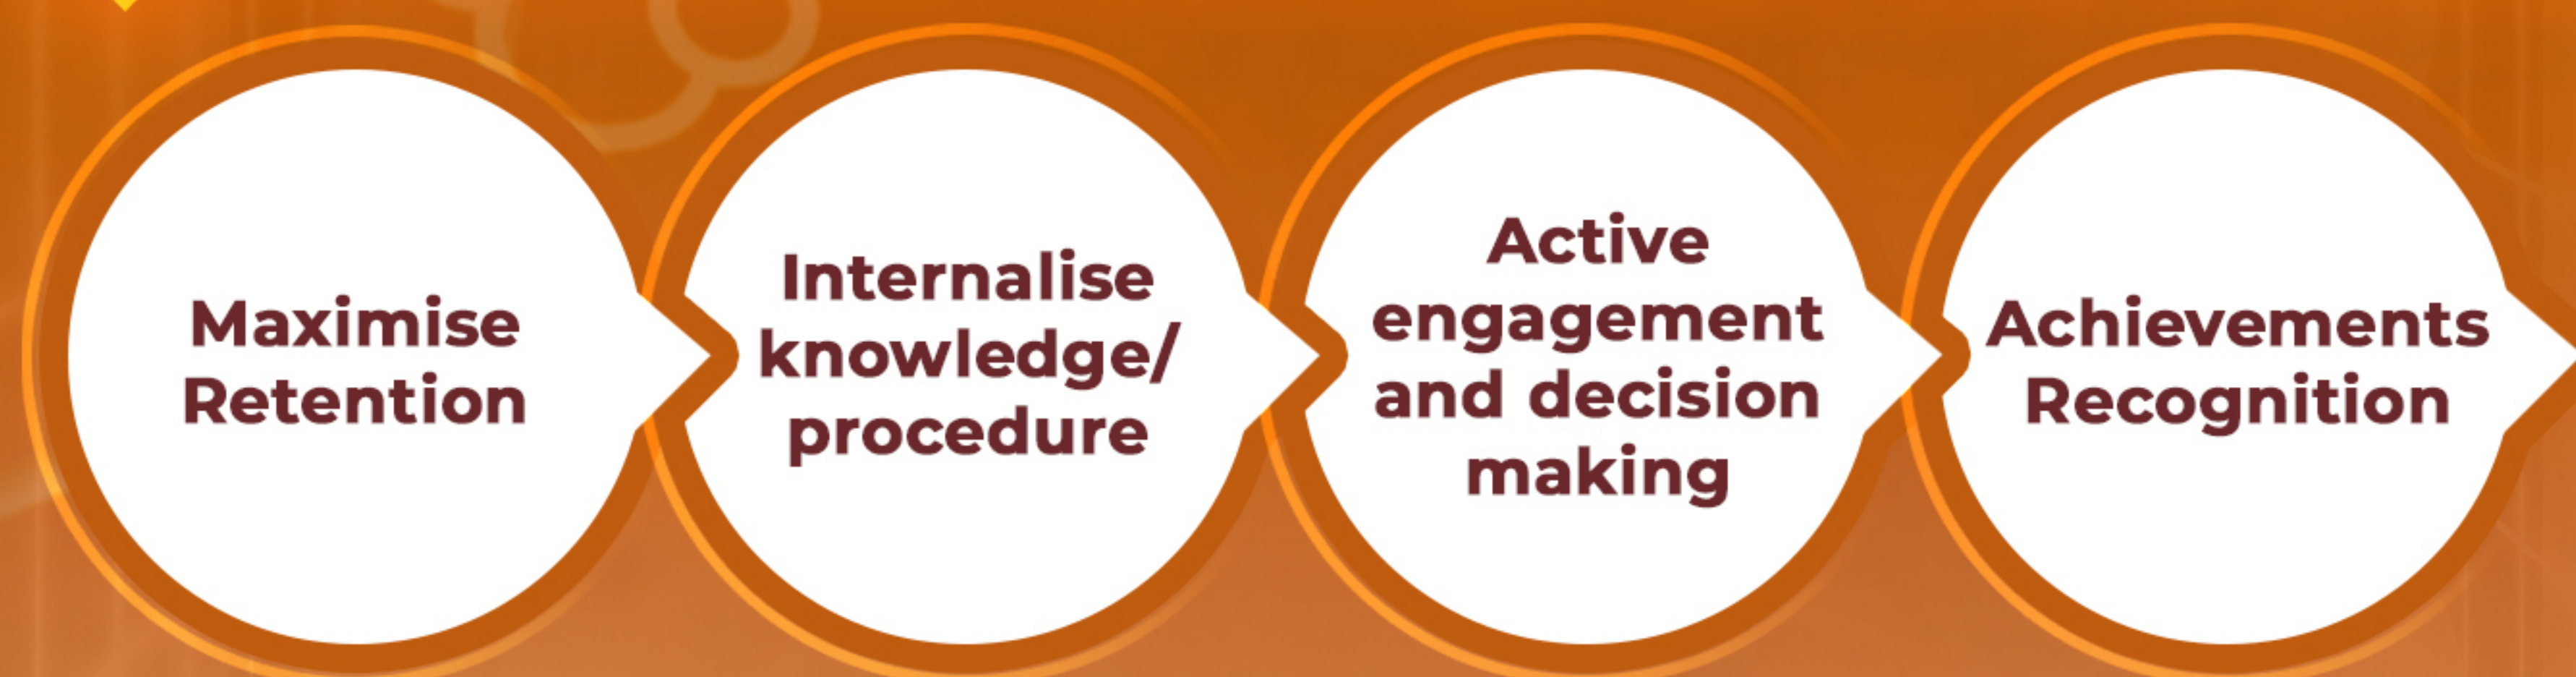 Maximise
Retention
Internalise
knowledge/
procedure
Active
engagement
and decision
making
Achievements
Recognition